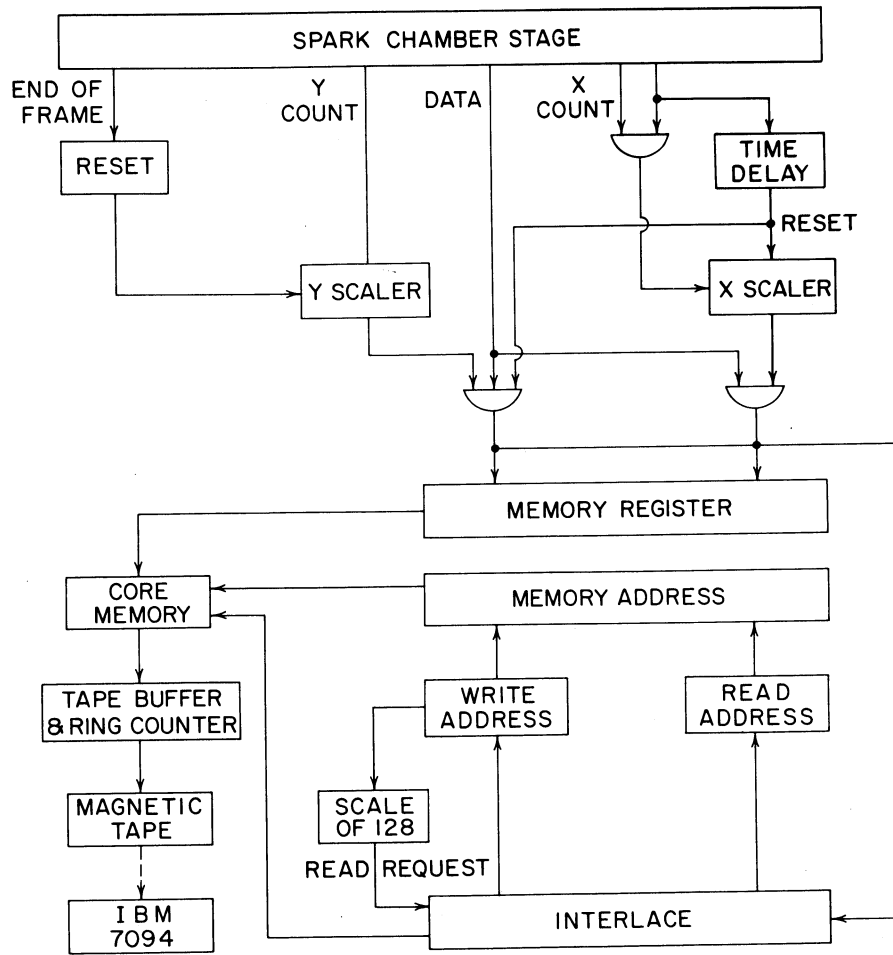 SPARK CHAMBER STAGE
END OF
FRAME
Y
COUNT
DATA
X
COUNT
RESET
TIME
DELAY
RESET
Y SCALER
X SCALER
MEMORY REGISTER
CORE
MEMORY
MEMORY ADDRESS
TAPE BUFFER
& RING COUNTER
WRITE
ADDRESS
READ
ADDRESS
MAGNETIC
TAPE
SCALE
OF 128
READ REQUEST
IBM
7094
INTERLACE